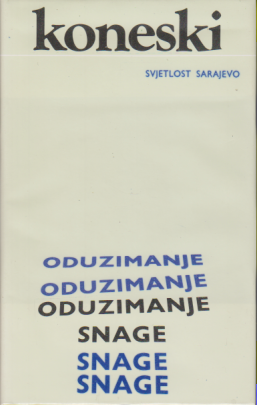 koneski
SVJETLOST SARAJEVO
ODUZIMANJE
ODUZIMANJE
ODUZIMANJE
SNAGE
SNAGE
SNAGE